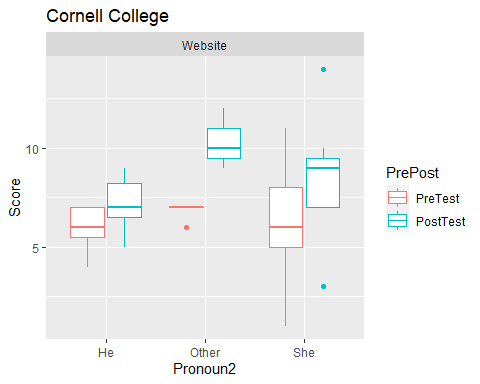 Cornell College
Website
10
5
Score
He Other She
Pronoun2
PrePost
PreTest
PostTest